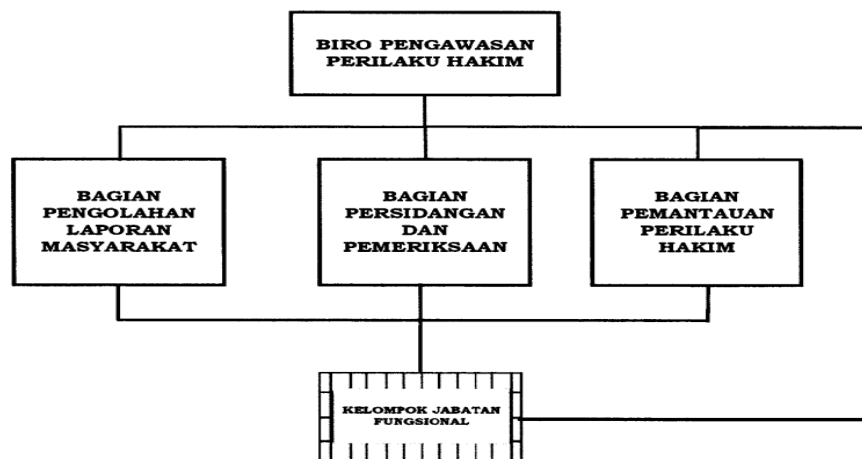 BIRO PENGAWASAN
PERILAKU HAKIM
BAGIAN
PENGOLAHAN
LAPORAN
MASYARAKAT
BAGIAN
PERSIDANGAN
DAN
PEMERIKSAAN
BAGIAN
PEMANTAUAN
PERILAKU
HAKIM
KELOMPOK JABATAN
FUNGSIONAL